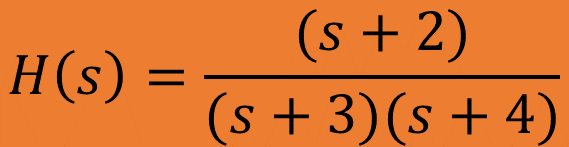 H(s) = (s + 2) / (s + 3)(s + 4)